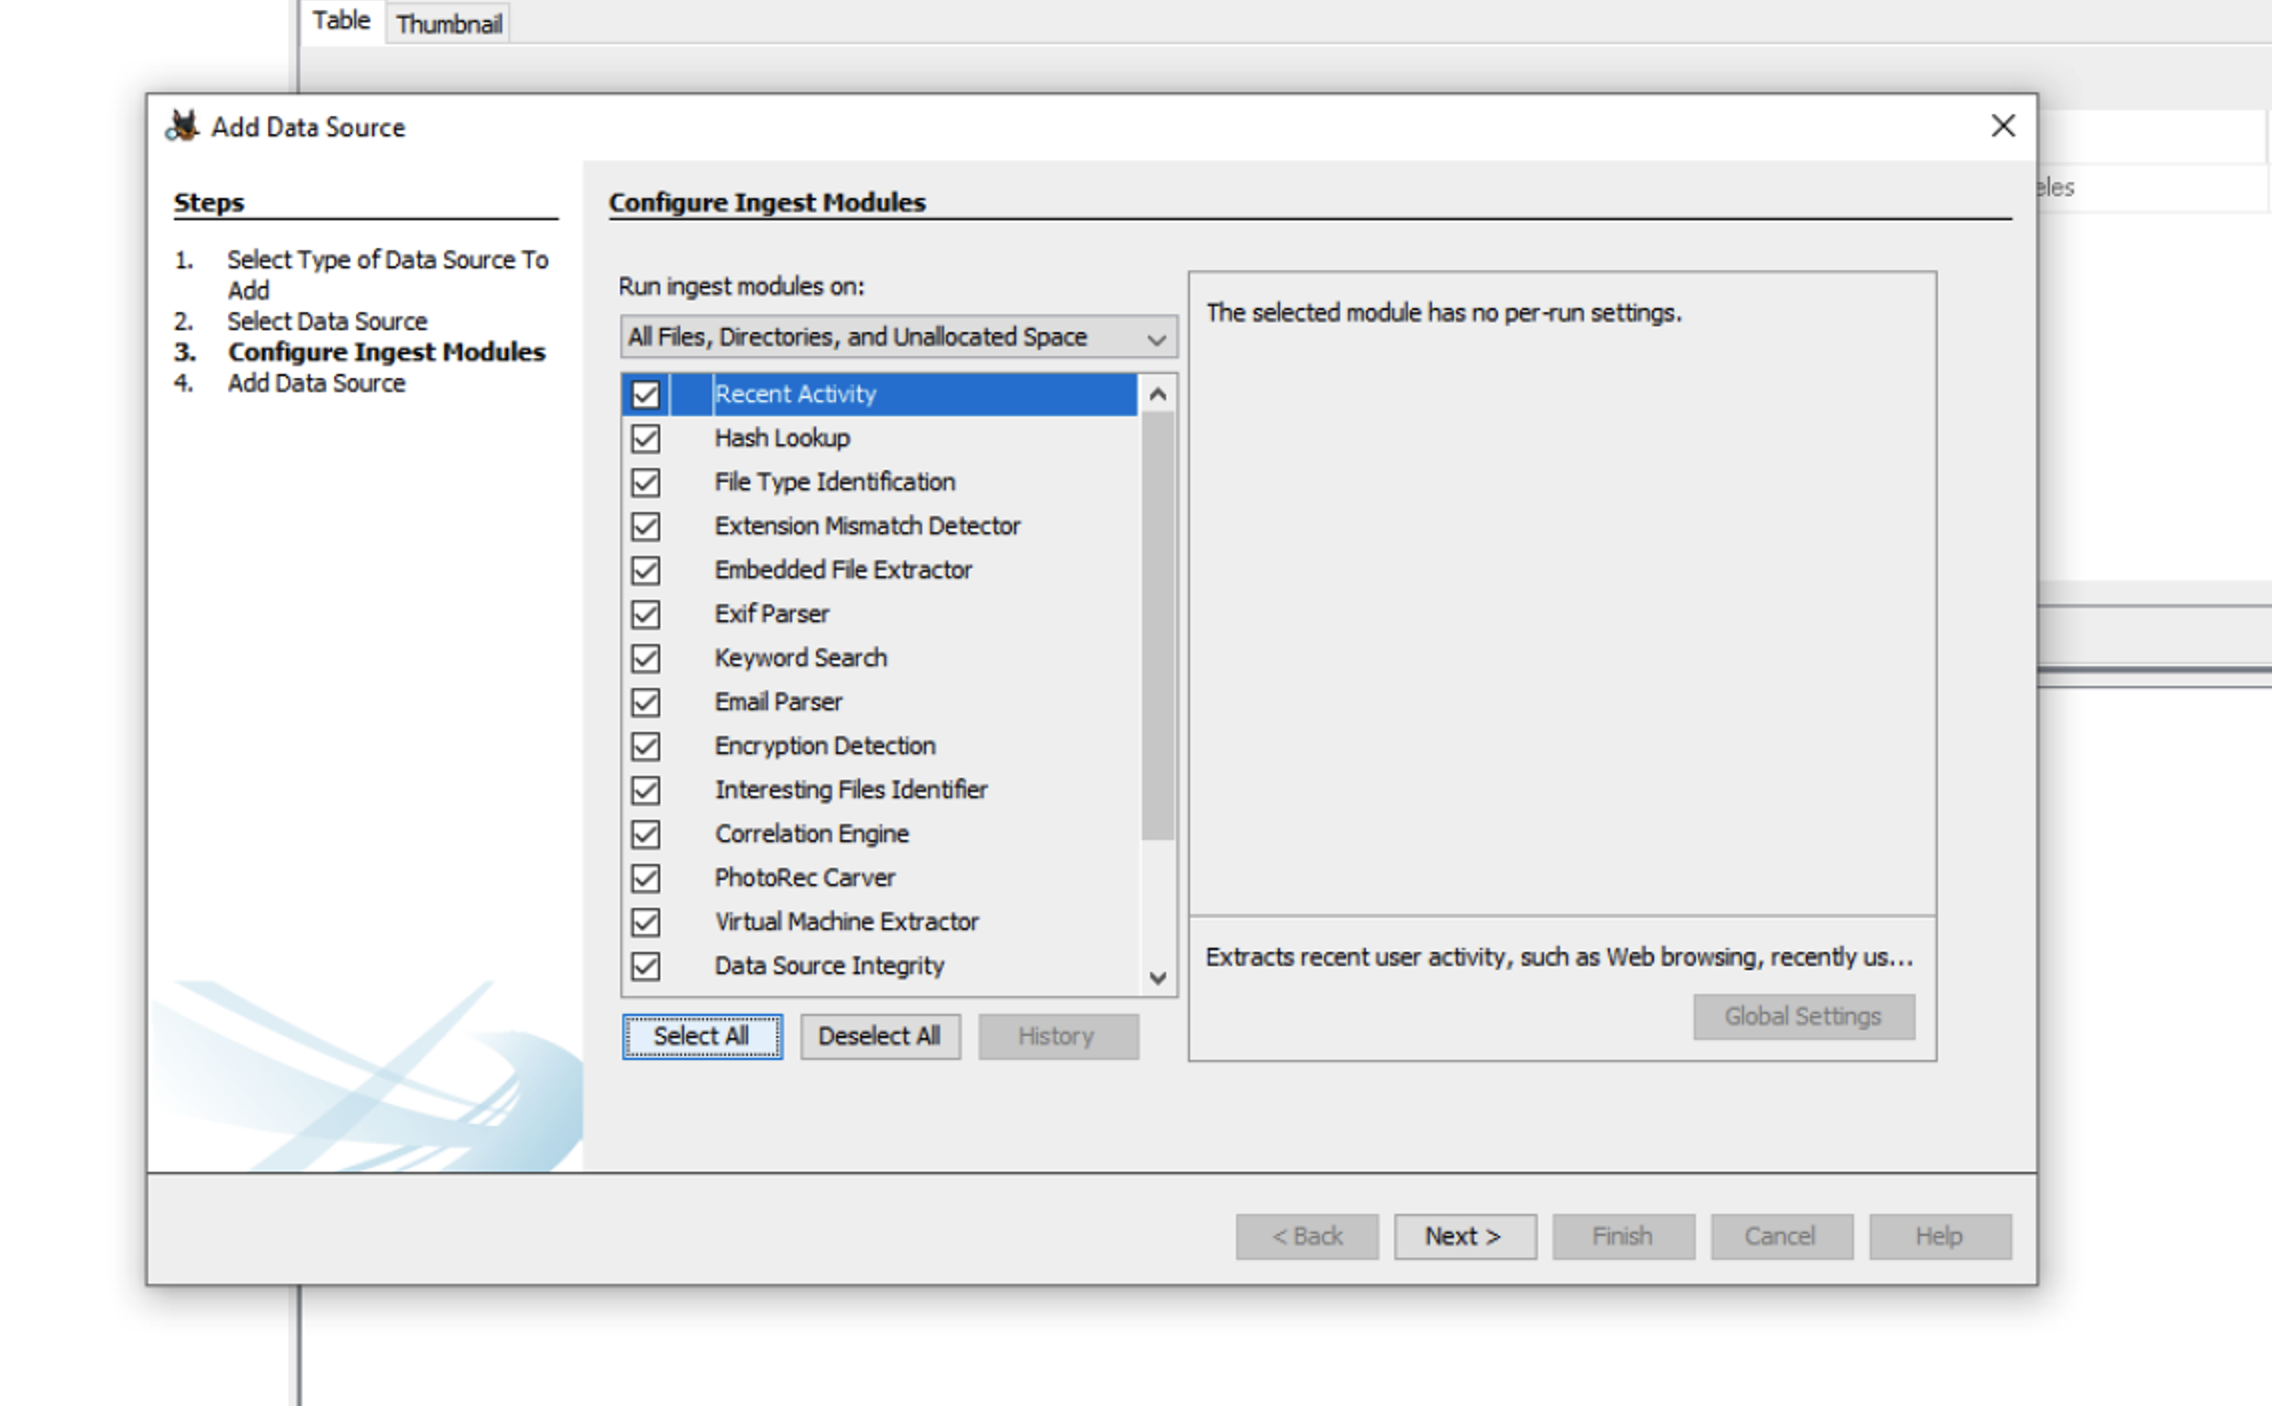 Table Thumbnail
Add Data Source
eles
Steps
1. Select Type of Data Source To
Add
2. Select Data Source
3. Configure Ingest Modules
4. Add Data Source
Configure Ingest Modules
Run ingest modules on:
All Files, Directories, and Unallocated Space
Recent Activity
Hash Lookup
File Type Identification
Extension Mismatch Detector
Embedded File Extractor
Exif Parser
Keyword Search
Email Parser
Encryption Detection
Interesting Files Identifier
Correlation Engine
PhotoRec Carver
Virtual Machine Extractor
Data Source Integrity
Select All Deselect All History
The selected module has no per-run settings.
Extracts recent user activity, such as Web browsing, recently us...
Global Settings
< Back Next > Finish Cancel Help